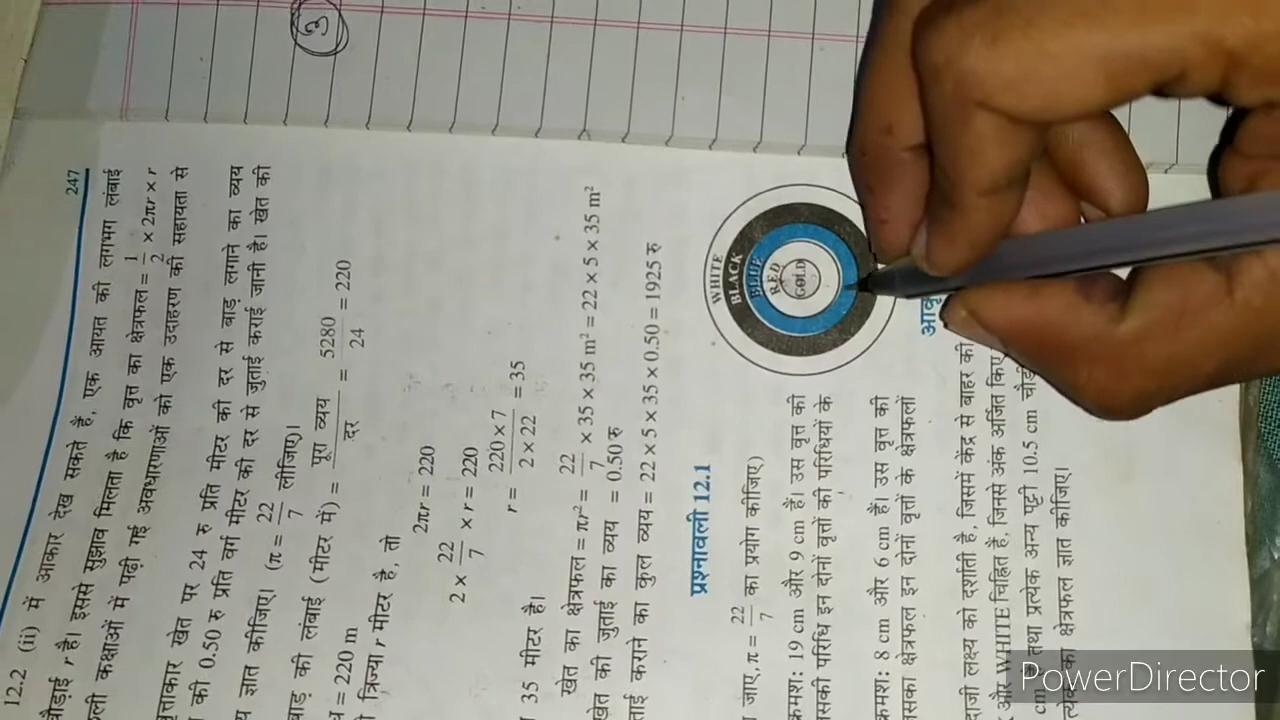 247
12.2 (ii) में आकार देख सकते हैं, एक आयत की लगभग लंबाई
चौड़ाई r है। इससे सुझाव मिलता है कि वृत्त का क्षेत्रफल = 1/2 × 2πr × r
कक्षाओं में पढ़ी गई अवधारणाओं को एक उदाहरण की सहायता से
वृत्ताकार खेत पर 24 रु प्रति मीटर की दर से बाड़ लगाने का व्यय
की 0.50 रु प्रति वर्ग मीटर की दर से जुताई कराई जानी है। खेत की
ज्ञात कीजिए। (π = 22/7 लीजिए)।
बाड़ की लंबाई (मीटर में) = पूरा व्यय/दर = 5280/24 = 220
= 220 m
त्रिज्या r मीटर है, तो
2πr = 220
2 × 22/7 × r = 220
r = 220 × 7/2 × 22 = 35
35 मीटर है।
खेत का क्षेत्रफल = πr² = 22/7 × 35 × 35 m² = 22 × 5 × 35 m²
खेत की जुताई का व्यय = 0.50 रु
कराने का कुल व्यय = 22 × 5 × 35 × 0.50 = 1925 रु
प्रश्नावली 12.1
जाए, π = 22/7 का प्रयोग कीजिए)
क्रमश: 19 cm और 9 cm हैं। उस वृत्त की
परिधि इन दोनों वृत्तों की परिधियों के
क्रमश: 8 cm और 6 cm हैं। उस वृत्त की
क्षेत्रफल इन दोनों वृत्तों के क्षेत्रफलों
WHITE
BLACK
BLUE
RED
GOLD
लक्ष्य को दर्शाती है, जिसमें केंद्र से बाहर की
और WHITE चिह्नित हैं, जिनसे अंक अर्जित किए
cm है तथा प्रत्येक अन्य पट्टी 10.5 cm
का क्षेत्रफल ज्ञात कीजिए।
3
PowerDirector